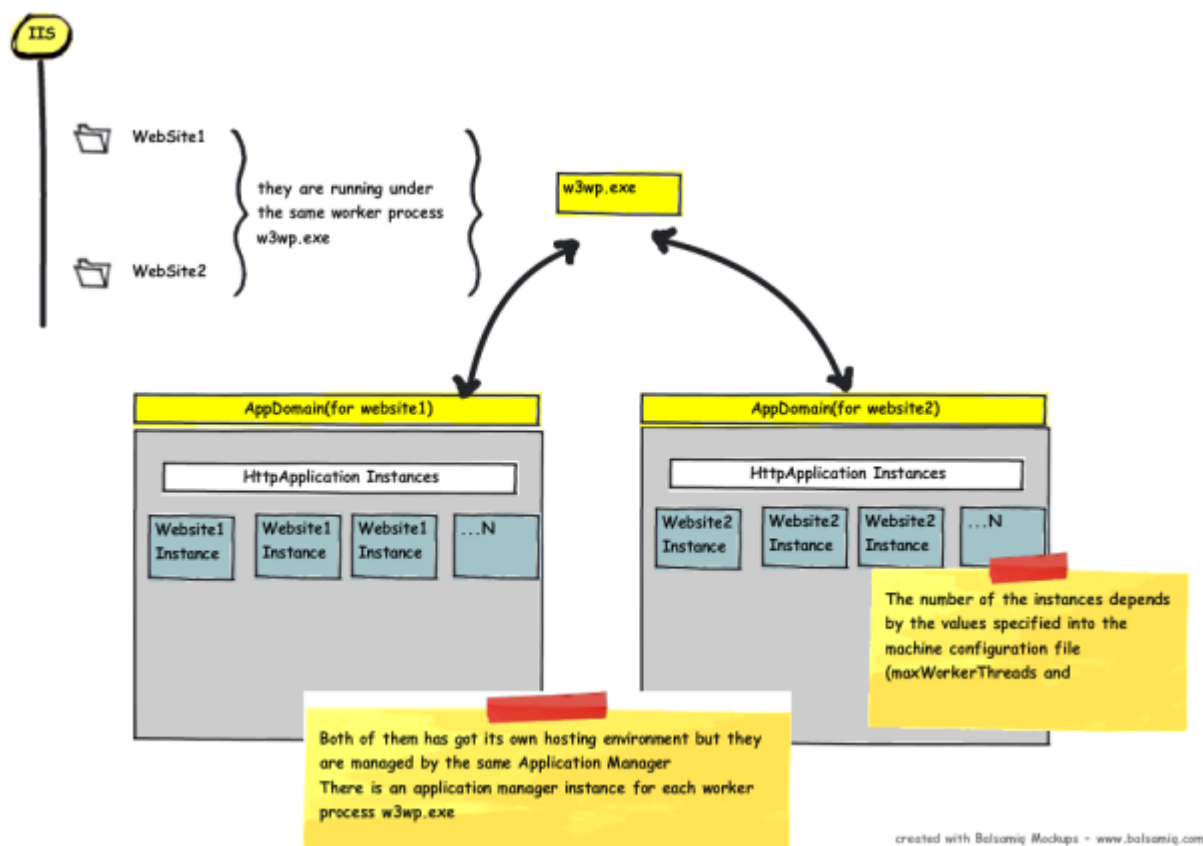 IIS
WebSite1
they are running under
the same worker process
w3wp.exe
WebSite2
w3wp.exe
AppDomain(for website1)
HttpApplication Instances
Website1
Instance
Website1
Instance
Website1
Instance
...N
AppDomain(for website2)
HttpApplication Instances
Website2
Instance
Website2
Instance
Website2
Instance
...N
The number of the instances depends
by the values specified into the
machine configuration file
(maxWorkerThreads and
Both of them has got its own hosting environment but they
are managed by the same Application Manager
There is an application manager instance for each worker
process w3wp.exe
created with Balsamiq Mockups - www.balsamiq.com